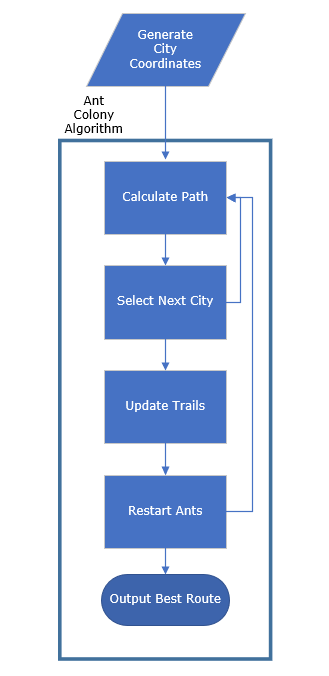 Generate
City
Coordinates
Ant
Colony
Algorithm
Calculate Path
Select Next City
Update Trails
Restart Ants
Output Best Route